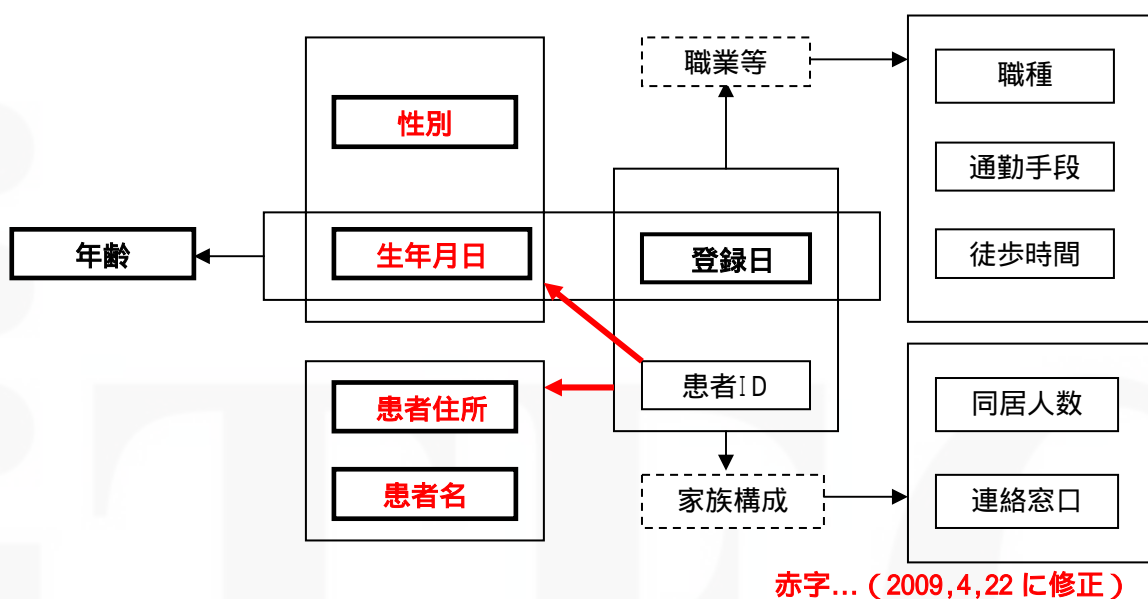 職業等
職種
性別
通勤手段
年齢
生年月日
登録日
徒歩時間
患者ID
患者住所
同居人数
患者名
家族構成
連絡窓口
赤字…（2009,4,22 に修正）